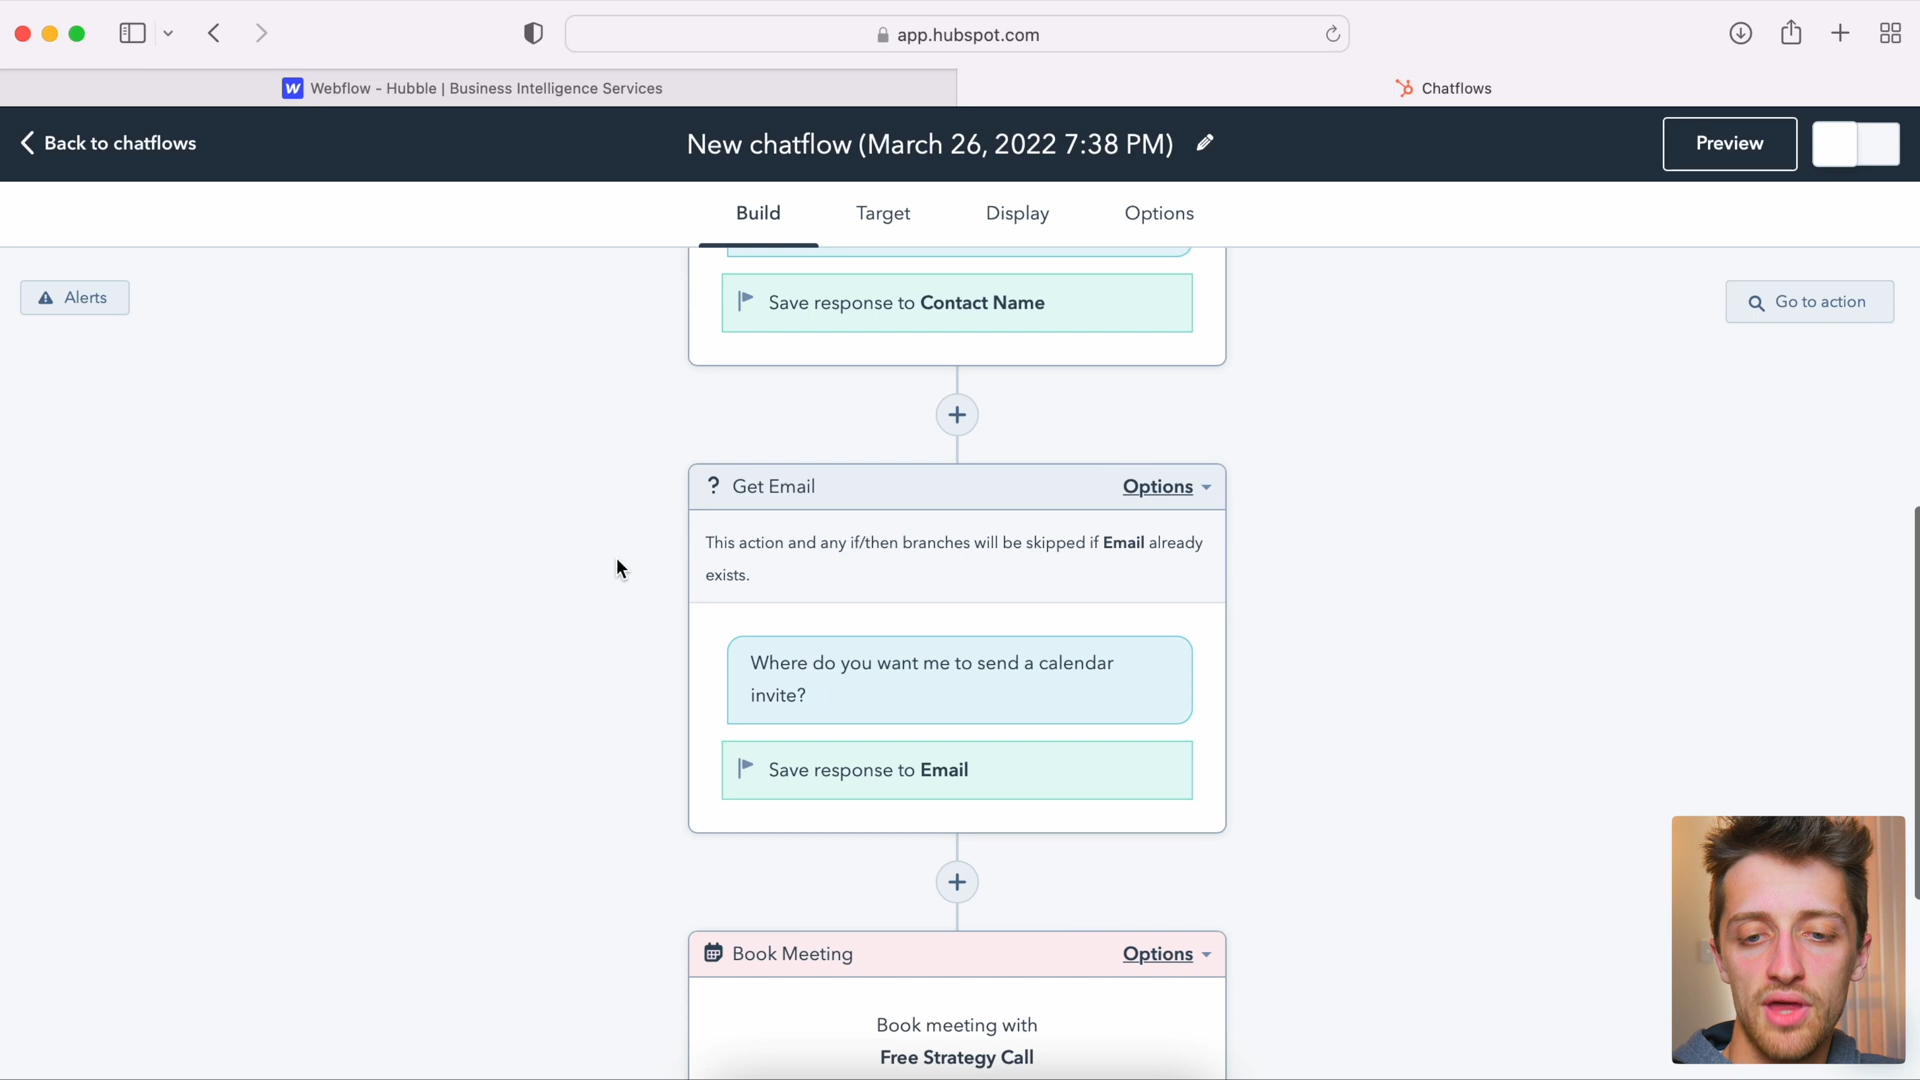 app.hubspot.com
Webflow - Hubble | Business Intelligence Services
Chatflows
Back to chatflows
New chatflow (March 26, 2022 7:38 PM)
Preview
Build
Target
Display
Options
Alerts
Go to action
Save response to Contact Name
? Get Email
Options
This action and any if/then branches will be skipped if Email already
exists.
Where do you want me to send a calendar
invite?
Save response to Email
Book Meeting
Options
Book meeting with
Free Strategy Call